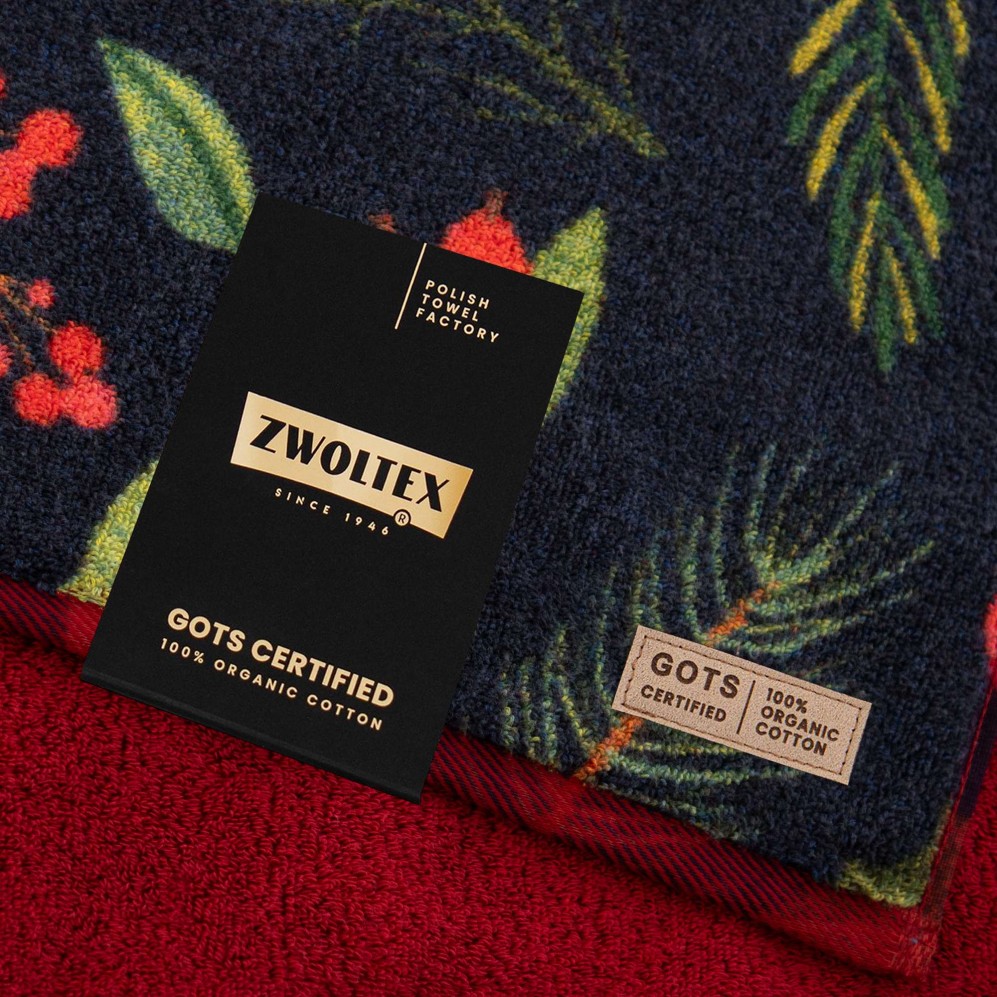 POLISH
TOWEL
FACTORY
ZWOLTEX
SINCE 1946 ®
GOTS CERTIFIED
100% ORGANIC COTTON
GOTS
CERTIFIED
100%
ORGANIC
COTTON